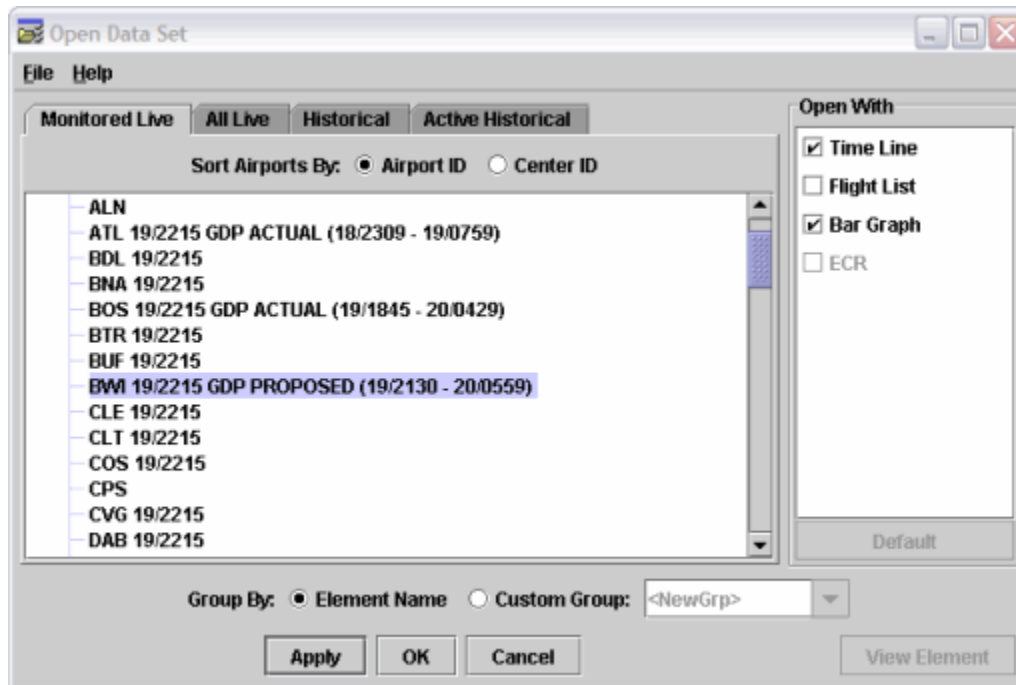 Open Data Set
File Help
Monitored Live All Live Historical Active Historical
Sort Airports By: Airport ID Center ID
ALN
ATL 19/2215 GDP ACTUAL (18/2309 - 19/0759)
BDL 19/2215
BNA 19/2215
BOS 19/2215 GDP ACTUAL (19/1845 - 20/0429)
BTR 19/2215
BUF 19/2215
BWI 19/2215 GDP PROPOSED (19/2130 - 20/0559)
CLE 19/2215
CLT 19/2215
COS 19/2215
CPS
CVG 19/2215
DAB 19/2215
Open With
Time Line
Flight List
Bar Graph
ECR
Default
Group By: Element Name Custom Group: <NewGrp>
Apply OK Cancel View Element